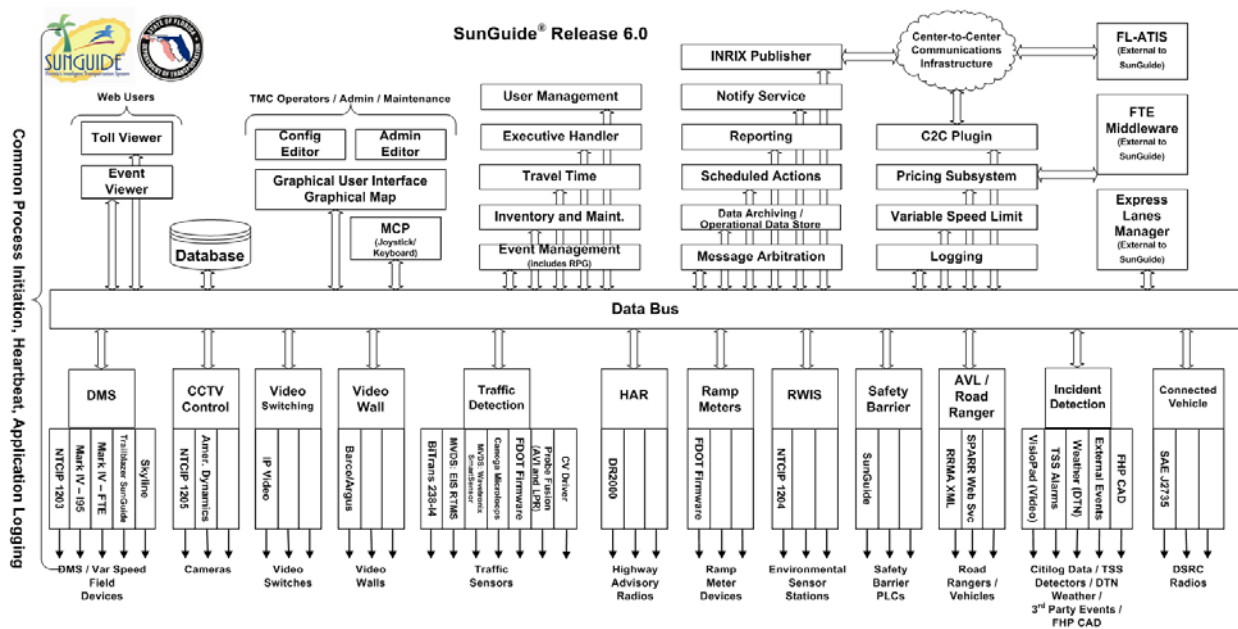 SunGuide® Release 6.0
SUNGUIDE
Florida's Intelligent Transportation System
STATE OF FLORIDA
DEPARTMENT OF TRANSPORTATION
Common Process Initiation, Heartbeat, Application Logging
Web Users
Toll Viewer
Event
Viewer
Database
TMC Operators / Admin / Maintenance
Config
Editor
Admin
Editor
Graphical User Interface
Graphical Map
MCP
(Joystick/
Keyboard)
User Management
Executive Handler
Travel Time
Inventory and Maint.
Event Management
(includes RPG)
INRIX Publisher
Notify Service
Reporting
Scheduled Actions
Data Archiving /
Operational Data Store
Message Arbitration
Center-to-Center
Communications
Infrastructure
C2C Plugin
Pricing Subsystem
Variable Speed Limit
Logging
FL-ATIS
(External to
SunGuide)
FTE
Middleware
(External to
SunGuide)
Express
Lanes
Manager
(External to
SunGuide)
Data Bus
DMS
NTCIP 1203
Mark IV – I95
Mark IV – FTE
Trailblazer SunGuide
Skyline
DMS / Var Speed
Field
Devices
CCTV
Control
NTCIP 1205
Amer. Dynamics
Cameras
Video
Switching
IP Video
Video
Switches
Video
Wall
Barco/Argus
Video
Walls
Traffic
Detection
BiTrans 238-I4
MVDS: EIS RTMS
MVDS: Wavetronix
SmartSensor
Canoga Microloops
FDOT Firmware
Probe Fusion
(AVI and LPR)
CV Driver
Traffic
Sensors
HAR
DR2000
Highway
Advisory
Radios
Ramp
Meters
FDOT Firmware
Ramp
Meter
Devices
RWIS
NTCIP 1204
Environmental
Sensor
Stations
Safety
Barrier
SunGuide
Safety
Barrier
PLCs
AVL /
Road
Ranger
RRMA XML
SPARR Web Svc
Road
Rangers /
Vehicles
Incident
Detection
VisioPad (Video)
TSS Alarms
Weather (DTN)
External Events
FHP CAD
Citilog Data / TSS
Detectors / DTN
Weather /
3rd Party Events /
FHP CAD
Connected
Vehicle
SAE J2735
DSRC
Radios